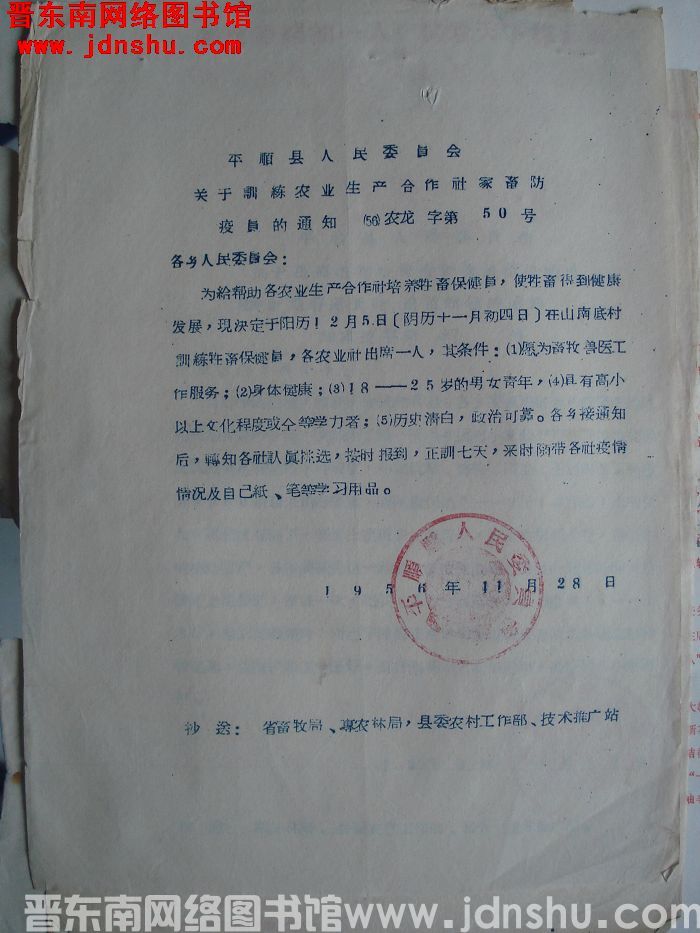 晋东南网络图书馆
www.jdnshu.com
平顺县人民委员会
关于訓练农业生产合作社家畜防
疫員的通知 (56)农龙字第50号
各乡人民委員会:
为給帮助各农业生产合作社培养牲畜保健員,使牲畜得到健康
发展,現决定于阳历12月5日(阴历十一月初四日)在山南底村
訓練牲畜保健員,各农业社出席一人,其条件:(1)愿为畜牧兽医工
作服务;(2)身体健康;(3)18——25岁的男女青年,(4)具有高小
以上文化程度或仝等学力者;(5)历史清白,政治可靠。各乡接通知
后,轉知各社認眞挑选,按时报到,正訓七天,来时随带各社疫情
情况及自己紙、笔等学习用品。
平順县人民委員会
1956年11月28日
抄送:省畜牧局、專农林局,县委农村工作部、技术推广站
晋东南网络图书馆www.jdnshu.com